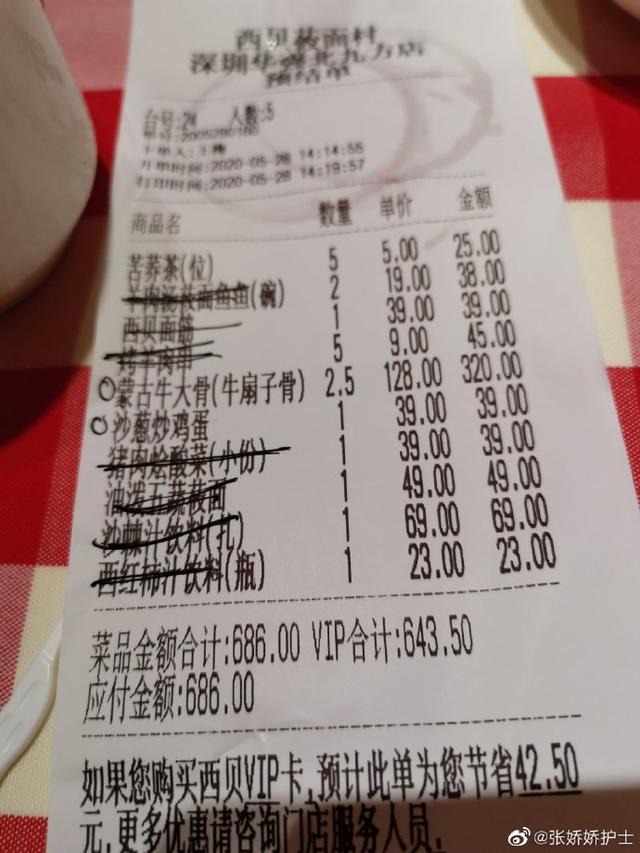 西贝莜面村
深圳华强北九方店
预结单
台号:24 人数:5
单号:2005280160
开单时间:2020-05-28 14:14:55
打印时间:2020-05-28 14:19:57
商品名 数量 单价 金额
苦荞茶(位) 5 5.00 25.00
羊肉汤莜面鱼鱼(碗) 2 19.00 38.00
西贝面筋 1 39.00 39.00
烤羊肉串 5 9.00 45.00
蒙古牛大骨(牛扇子骨) 2.5 128.00 320.00
沙葱炒鸡蛋 1 39.00 39.00
猪肉烩酸菜(小份) 1 39.00 39.00
油泼五蔬莜面 1 49.00 49.00
沙棘汁饮料(扎) 1 69.00 69.00
西红柿汁饮料(瓶) 1 23.00 23.00
菜品金额合计:686.00 VIP合计:643.50
应付金额:686.00
如果您购买西贝VIP卡,预计此单为您节省42.50
元,更多优惠请咨询门店服务人员.
@张娇娇护士